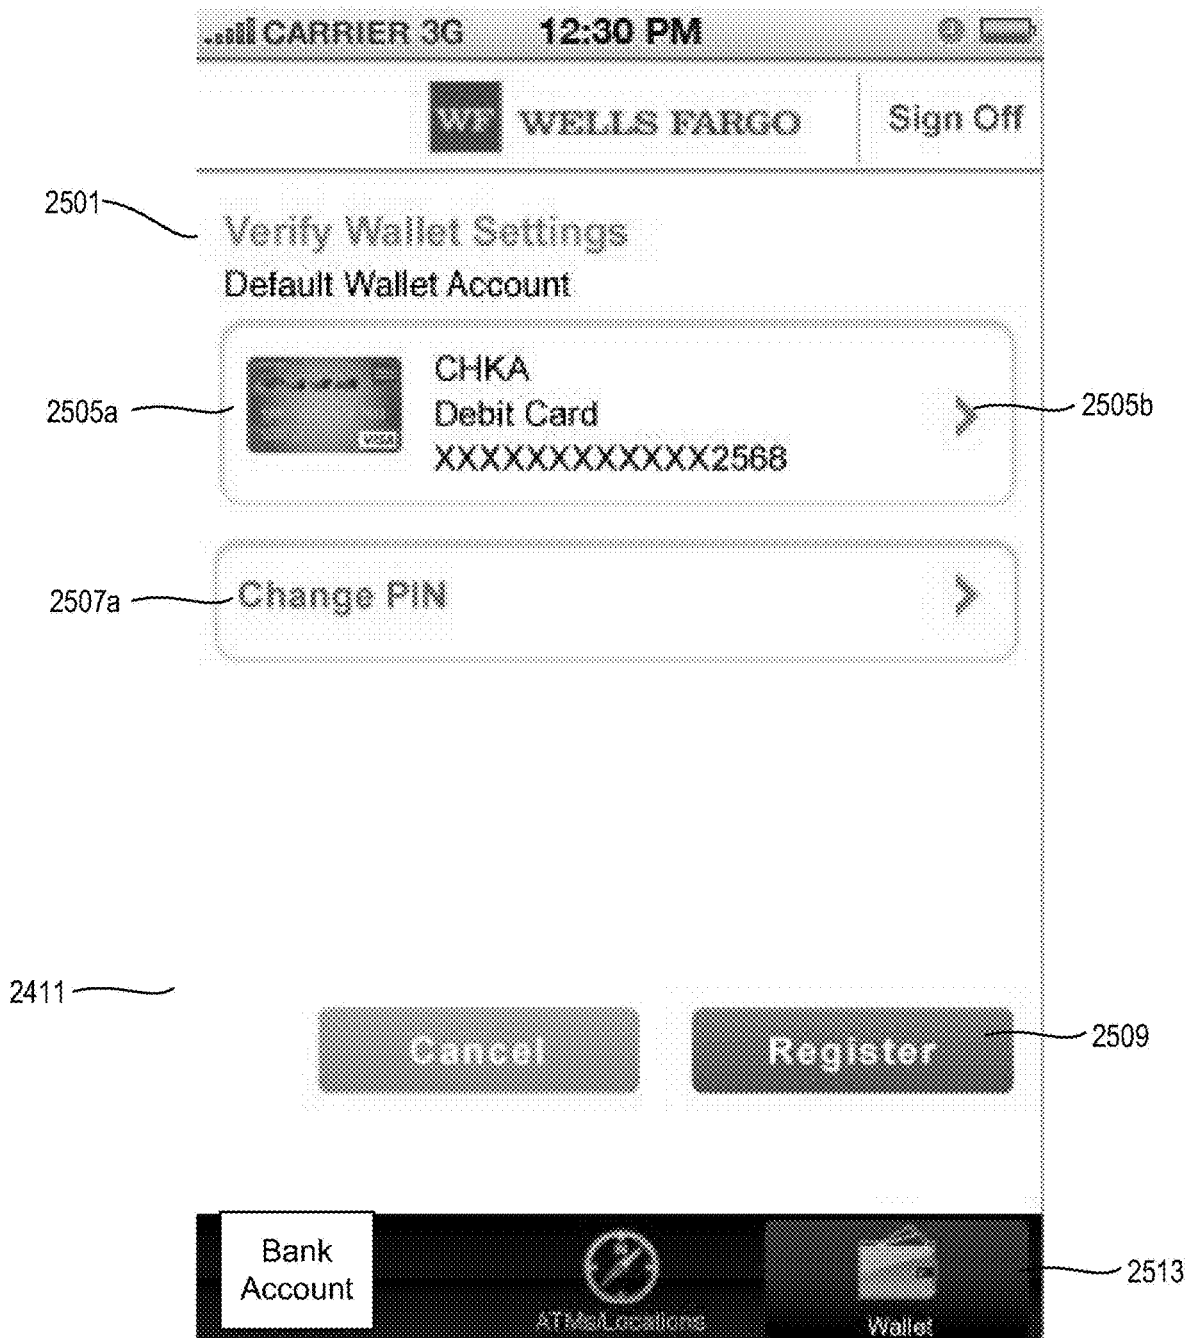 CARRIER 3G 12:30 PM
WF WELLS FARGO Sign Off
2501
Verify Wallet Settings
Default Wallet Account
CHKA
2505a Debit Card 2505b
VISA XXXXXXXXXXXX2568
2507a Change PIN
2411
Cancel Register 2509
Bank
Account
2513
ATMs/Locations Wallet